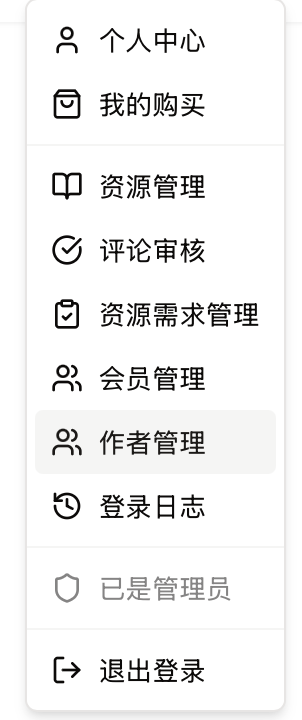 个人中心
我的购买
资源管理
评论审核
资源需求管理
会员管理
作者管理
登录日志
已是管理员
退出登录